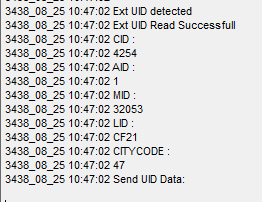 3438_08_25 10:47:02 Ext UID detected
3438_08_25 10:47:02 Ext UID Read Successfull
3438_08_25 10:47:02 CID :
3438_08_25 10:47:02 4254
3438_08_25 10:47:02 AID :
3438_08_25 10:47:02 1
3438_08_25 10:47:02 MID :
3438_08_25 10:47:02 32053
3438_08_25 10:47:02 LID :
3438_08_25 10:47:02 CF21
3438_08_25 10:47:02 CITYCODE :
3438_08_25 10:47:02 47
3438_08_25 10:47:02 Send UID Data: